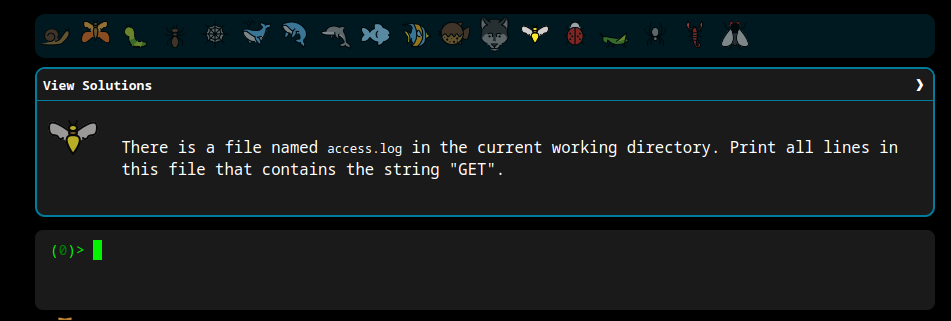 View Solutions ❯
There is a file named access.log in the current working directory. Print all lines in
this file that contains the string "GET".
(0)>